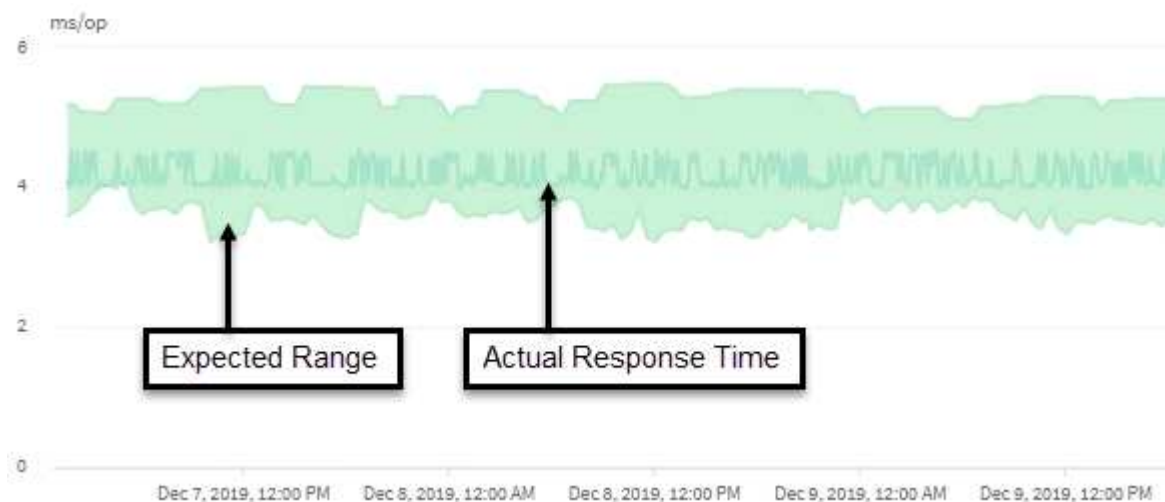 ms/op
6
4
2
0
Expected Range
Actual Response Time
Dec 7, 2019, 12:00 PM
Dec 8, 2019, 12:00 AM
Dec 8, 2019, 12:00 PM
Dec 9, 2019, 12:00 AM
Dec 9, 2019, 12:00 PM